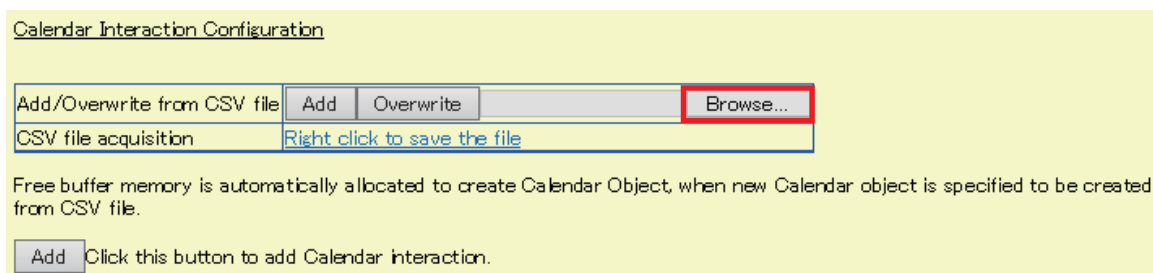 Calendar Interaction Configuration
Add/Overwrite from CSV file Add Overwrite Browse...
CSV file acquisition Right click to save the file
Free buffer memory is automatically allocated to create Calendar Object, when new Calendar object is specified to be created
from CSV file.
Add Click this button to add Calendar interaction.